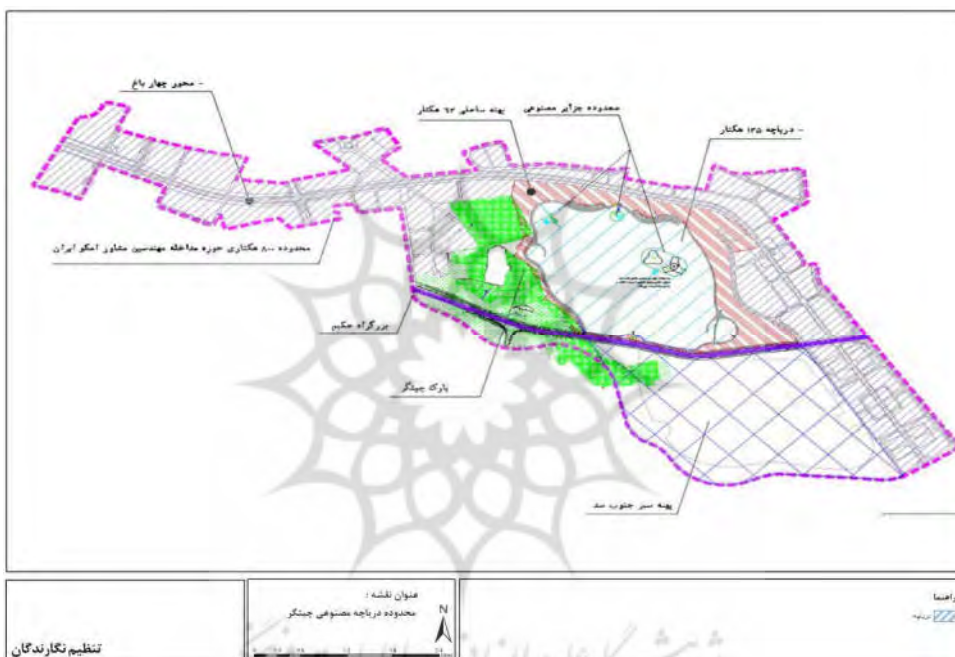 - محور چهار باغ
پهنه ساحلی ۶۳ هکتار
محدوده جزایر مصنوعی
- دریاچه ۱۳۵ هکتار
محدوده ۸۰۰ هکتاری حوزه مداخله مهندسین مشاور امکو ایران
بزرگراه حکیم
پارک چیتگر
پهنه سبز جنوب سد
عنوان نقشه :
محدوده دریاچه مصنوعی چیتگر
N
تنظیم نگارندگان
راهنما
دریاچه